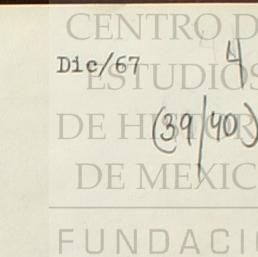 CENTRO D
4
Dic/67
ESTUDIOS
(39/40)
DE HI
DE MEXIC
FUNDACI